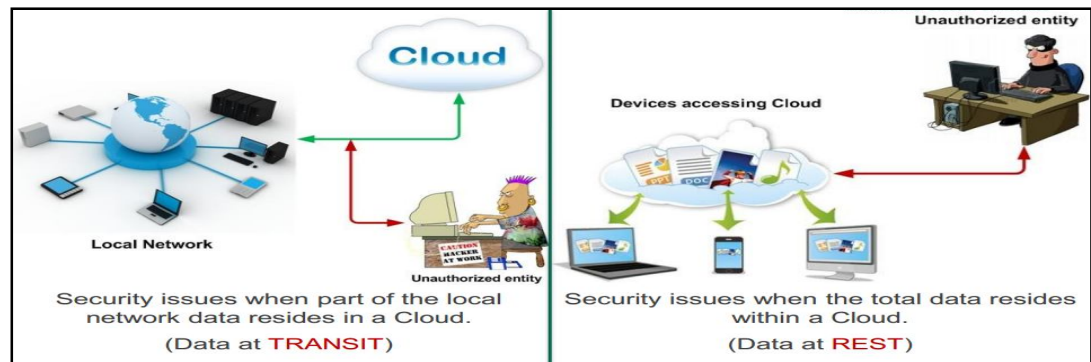 Cloud
Local Network
CAUTION
HACKER
AT WORK
Unauthorized entity
Security issues when part of the local
network data resides in a Cloud.
(Data at TRANSIT)
Unauthorized entity
Devices accessing Cloud
PPT
DOC
Security issues when the total data resides
within a Cloud.
(Data at REST)